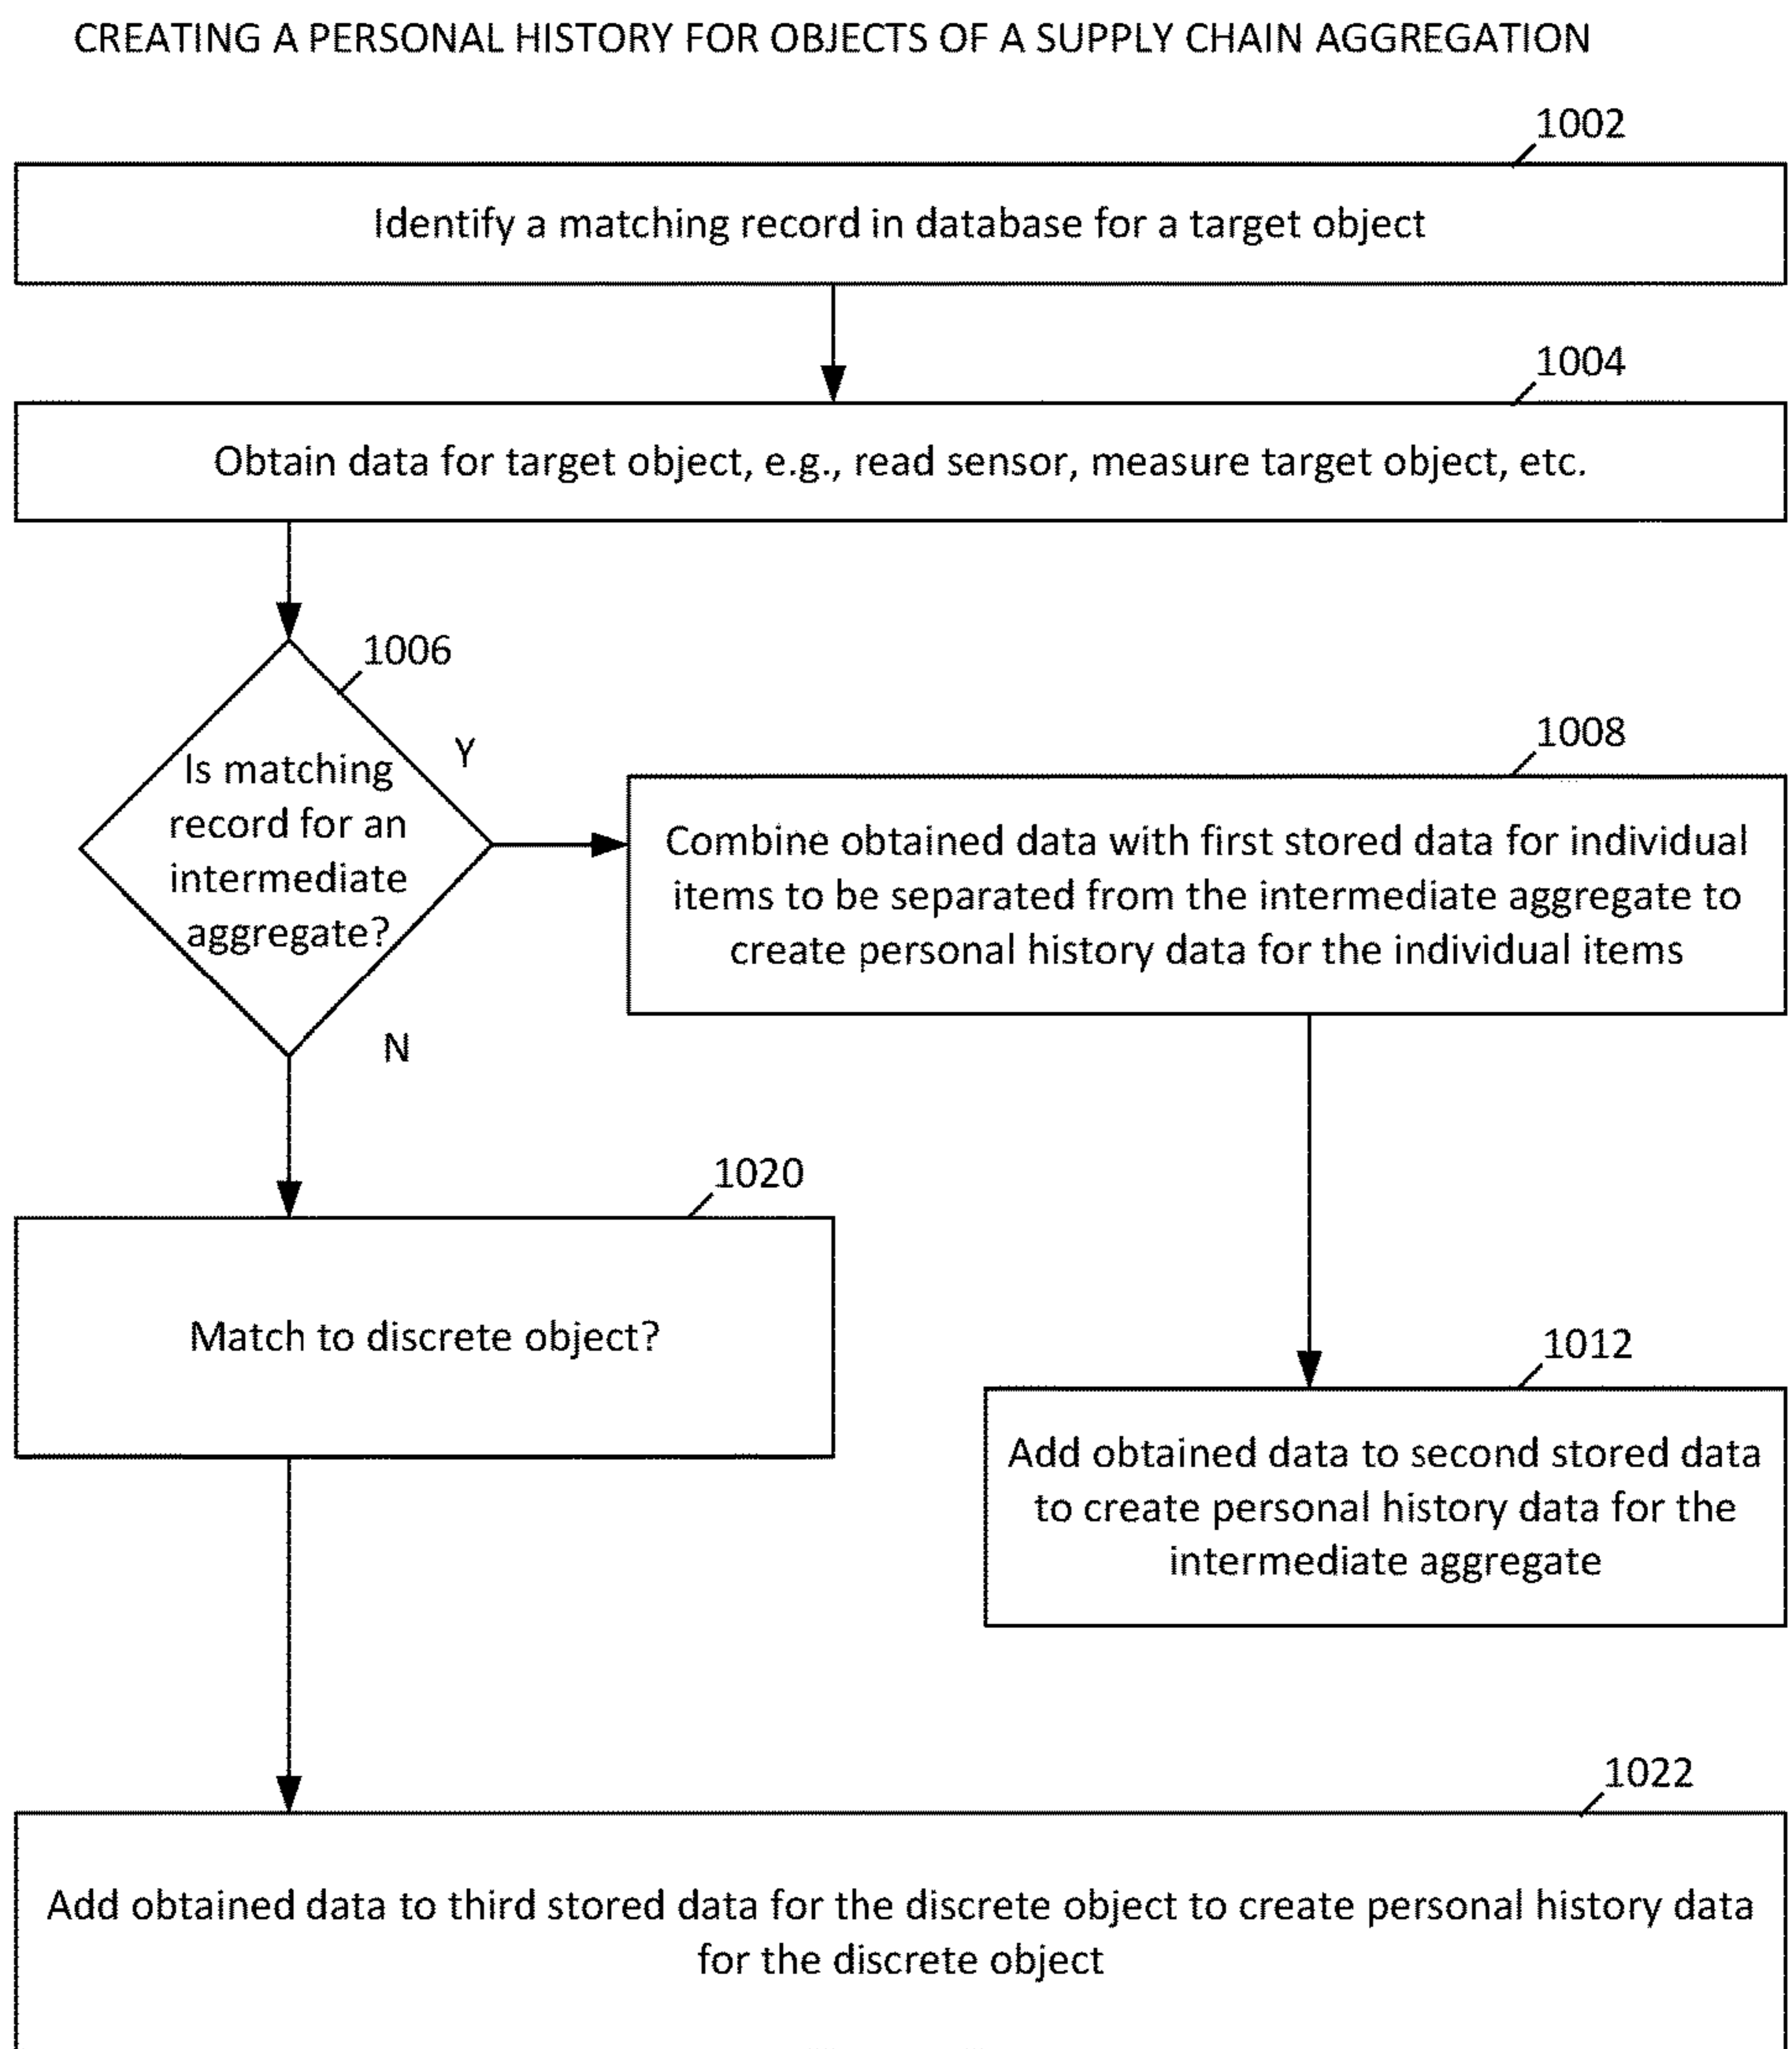 CREATING A PERSONAL HISTORY FOR OBJECTS OF A SUPPLY CHAIN AGGREGATION
1002
Identify a matching record in database for a target object
1004
Obtain data for target object, e.g., read sensor, measure target object, etc.
1006
Is matching
record for an
intermediate
aggregate?
Y
1008
Combine obtained data with first stored data for individual
items to be separated from the intermediate aggregate to
create personal history data for the individual items
N
1020
Match to discrete object?
1012
Add obtained data to second stored data
to create personal history data for the
intermediate aggregate
1022
Add obtained data to third stored data for the discrete object to create personal history data
for the discrete object